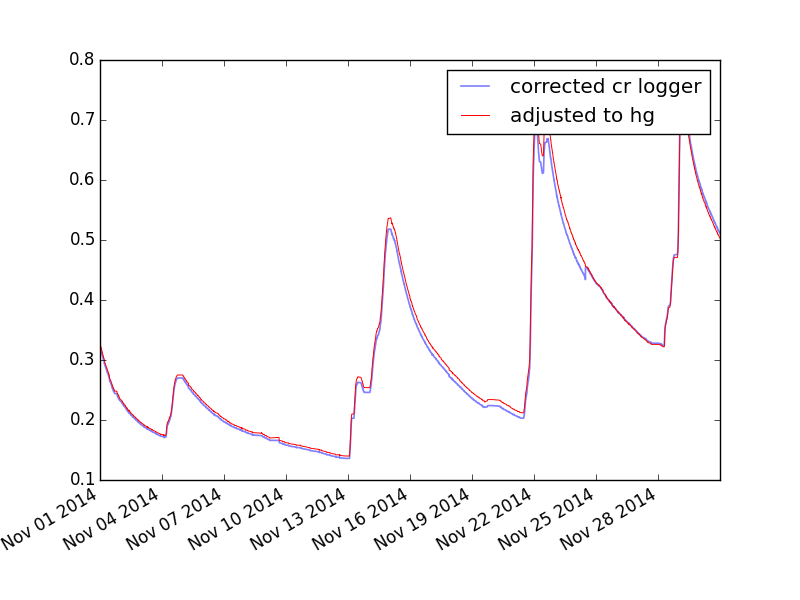 0.8
0.7
0.6
0.5
0.4
0.3
0.2
0.1
corrected cr logger
adjusted to hg
Nov 01 2014
Nov 04 2014
Nov 07 2014
Nov 10 2014
Nov 13 2014
Nov 16 2014
Nov 19 2014
Nov 22 2014
Nov 25 2014
Nov 28 2014